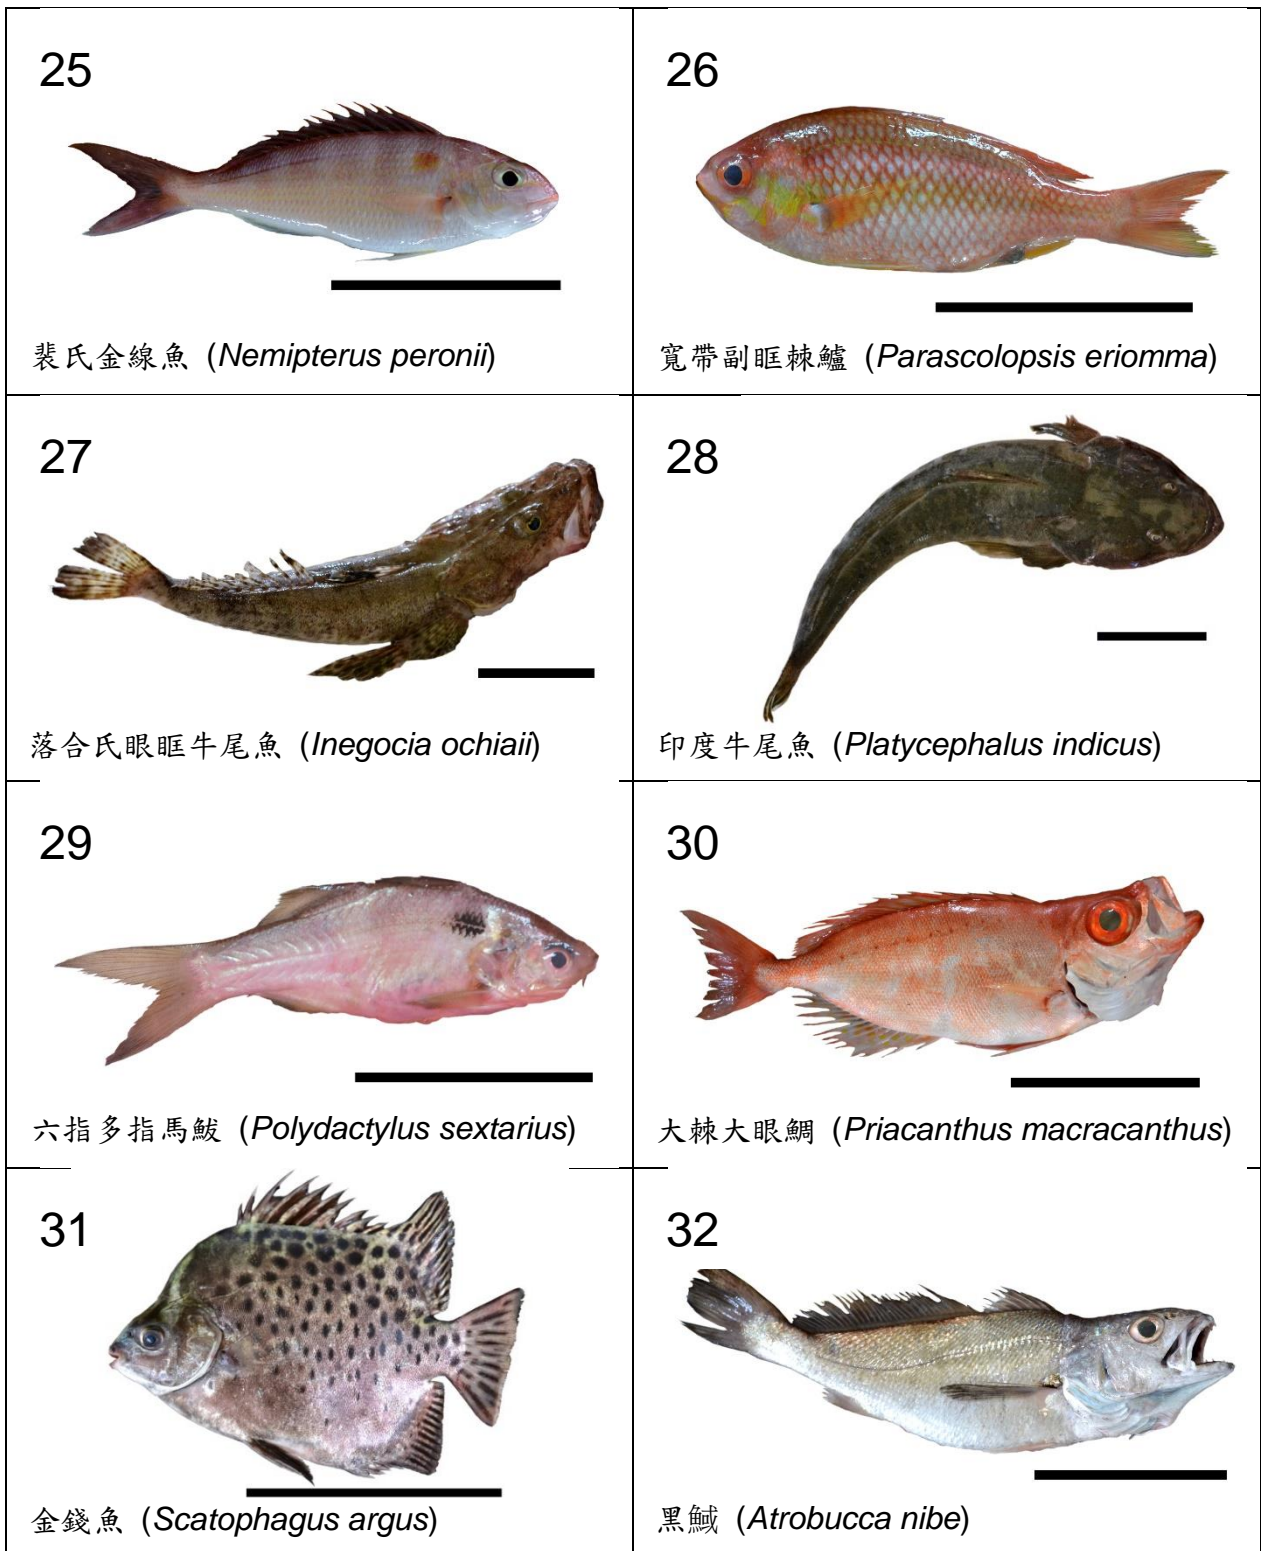 25
裴氏金線魚 (Nemipterus peronii)
26
寬帶副眶棘鱸 (Parascolopsis eriomma)
27
落合氏眼眶牛尾魚 (Inegocia ochiaii)
28
印度牛尾魚 (Platycephalus indicus)
29
六指多指馬鮁 (Polydactylus sextarius)
30
大棘大眼鯛 (Priacanthus macracanthus)
31
金錢魚 (Scatophagus argus)
32
黑䱛 (Atrobucca nibe)